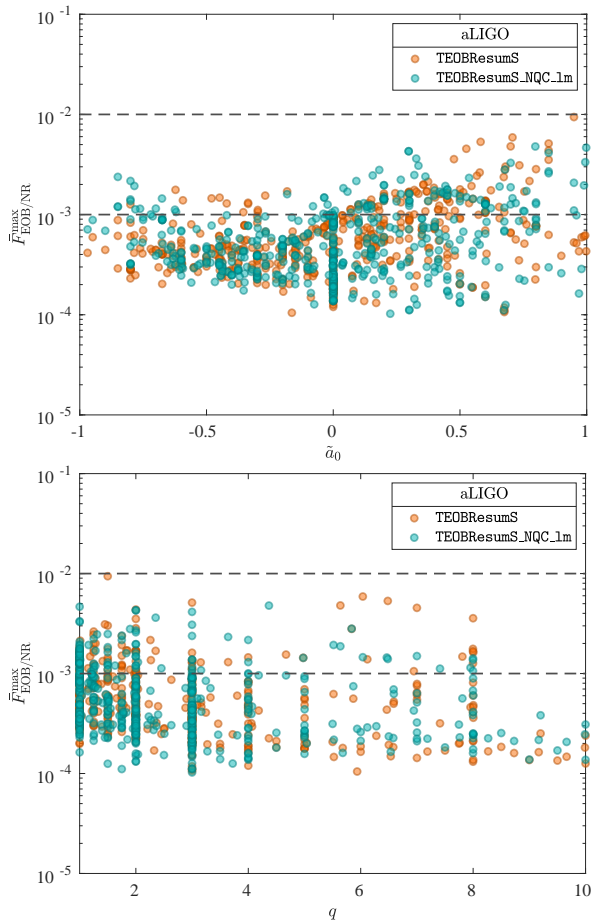 10^-1
aLIGO
TEOBResumS
TEOBResumS_NQC_lm
10^-2
10^-3
10^-4
10^-5
F̄^max_EOB/NR
-1 -0.5 0 0.5 1
ã_0
10^-1
aLIGO
TEOBResumS
TEOBResumS_NQC_lm
10^-2
10^-3
10^-4
10^-5
F̄^max_EOB/NR
2 4 6 8 10
q